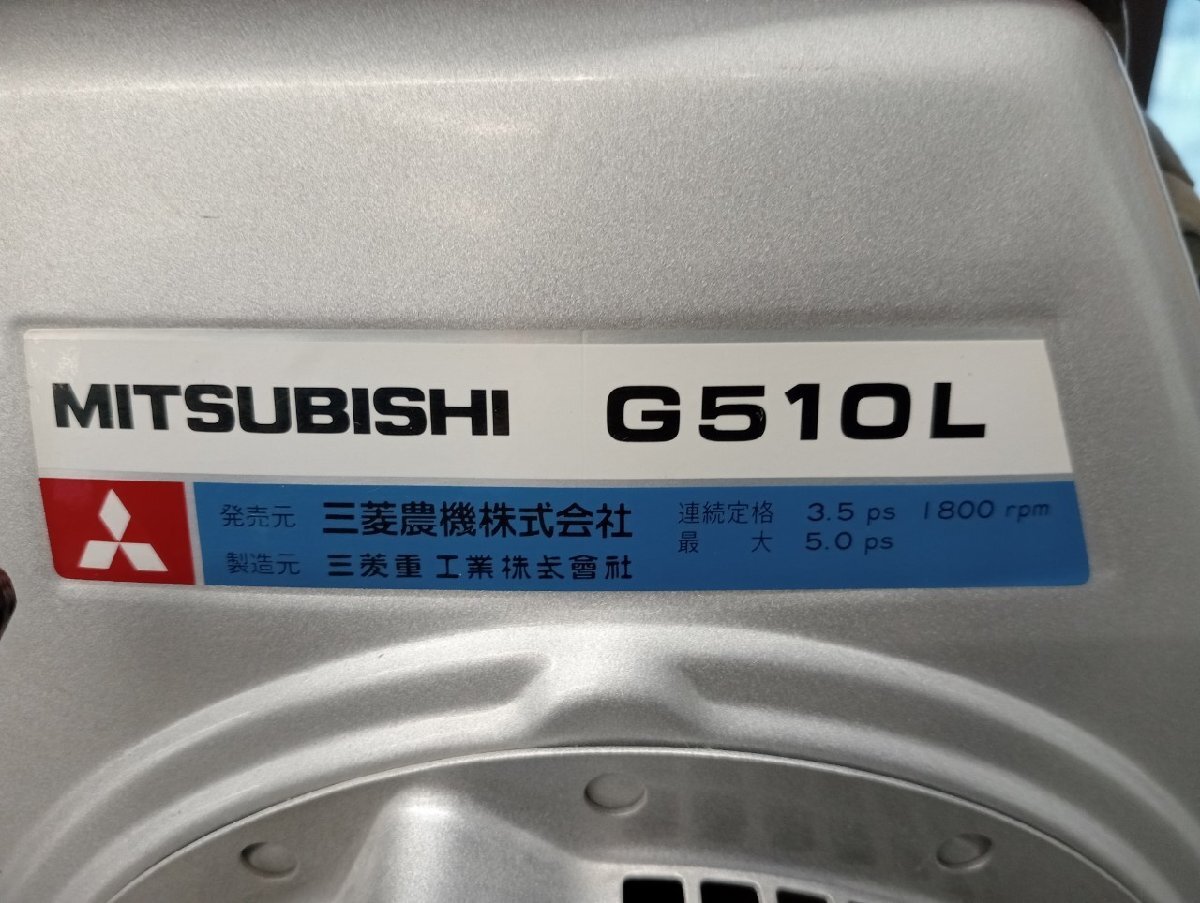 MITSUBISHI G510L
発売元 三菱農機株式会社
製造元 三菱重工業株式會社
連続定格 3.5 ps 1800 rpm
最大 5.0 ps